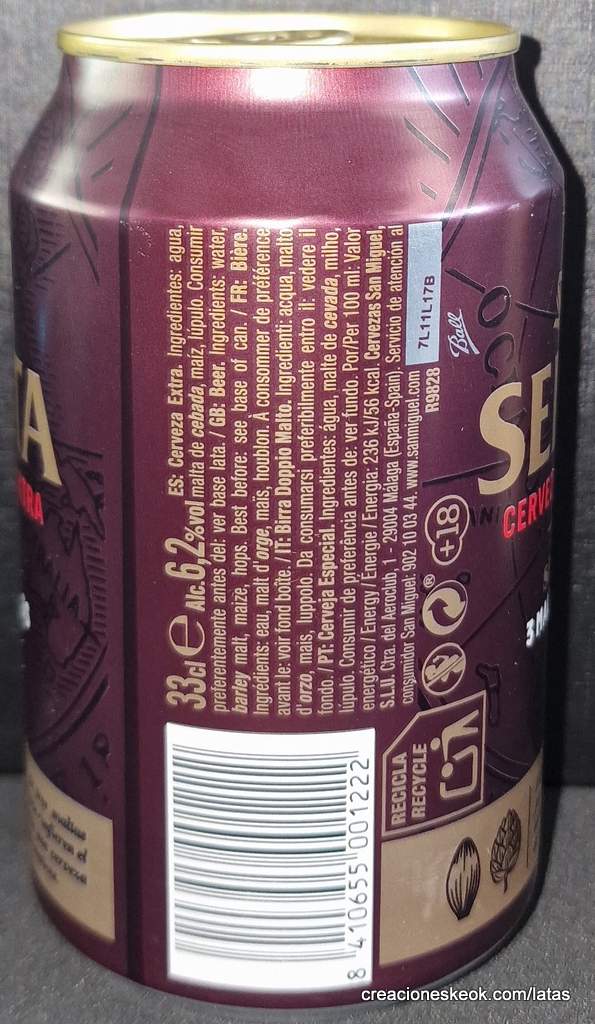 33cl e Alc.6,2%vol
ES: Cerveza Extra. Ingredientes: agua,
malta de cebada, maíz, lúpulo. Consumir
preferentemente antes del: ver base lata / GB: Beer. Ingredients: water,
barley malt, maize, hops. Best before: see base of can. / FR: Bière.
Ingrédients: eau, malt d'orge, maïs, houblon. À consommer de préférence
avant le: voir fond boîte. / IT: Birra Doppio Malto. Ingredienti: acqua, malto
d'orzo, mais, luppolo. Da consumarsi preferibilmente entro il: vedere il
fondo. / PT: Cerveja Especial. Ingredientes: água, malte de cevada, milho,
lúpulo. Consumir de preferência antes de: ver fundo. Por/Per 100 ml: Valor
energético / Energy / Energie / Energia: 236 kJ/56 kcal. Cervezas San Miguel,
S.L.U. Ctra. del Aeroclub, 1 - 29004 Málaga (España-Spain). Servicio de atención al
consumidor San Miguel: 902 10 03 44. www.sanmiguel.com
7L11L17B
R9828
Ball
+18
®
RECICLA
RECYCLE
8 410655 001222
TA
TRA
SE
CERVE
3 MA
creacioneskeok.com/latas